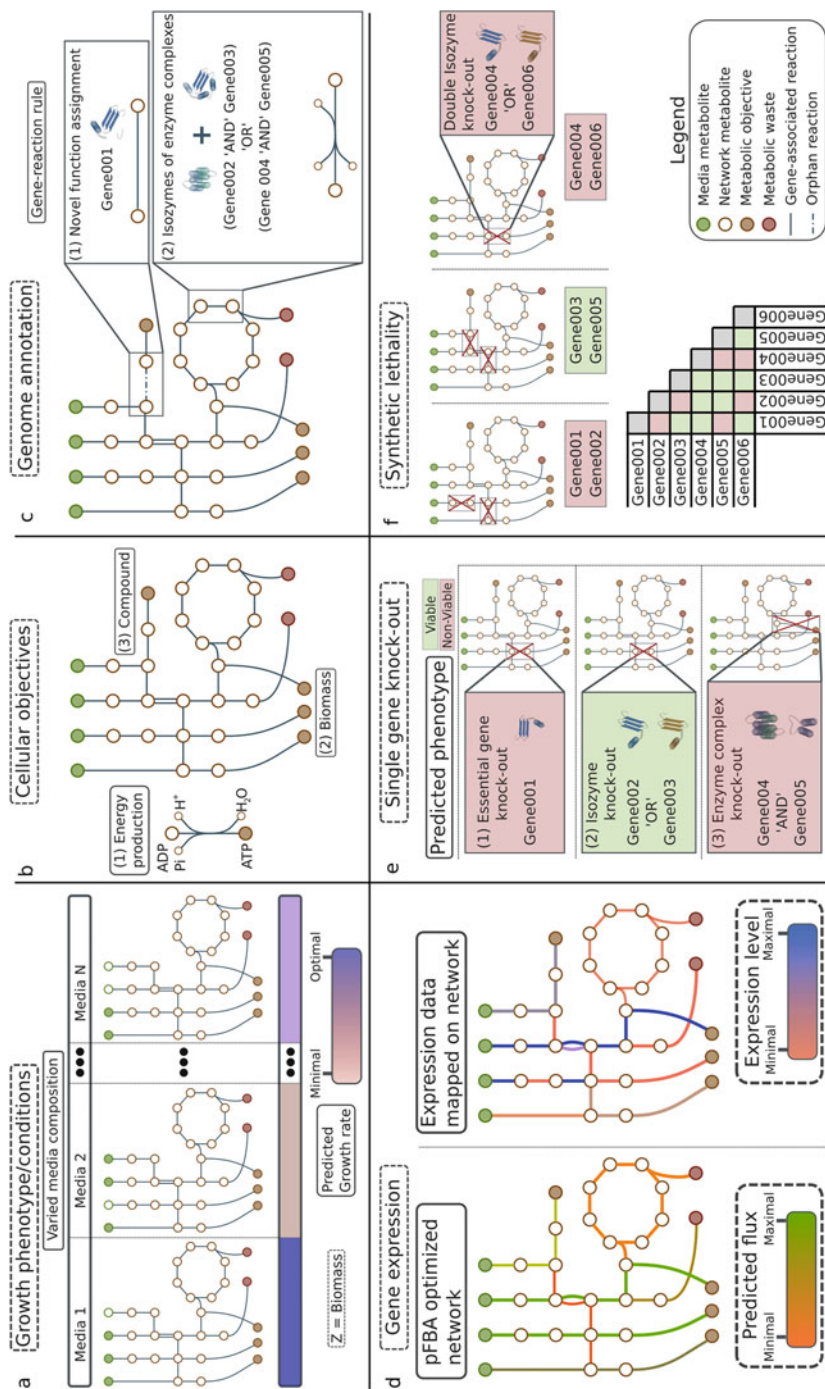 a
Growth phenotype/conditions
Varied media composition
Media 1
Media 2
Media N
Z = Biomass
Predicted
Growth rate
Minimal
Optimal
b
Cellular objectives
(1) Energy
production
ADP
Pi
H+
ATP
H2O
(2) Biomass
(3) Compound
c
Genome annotation
Gene-reaction rule
(1) Novel function assignment
Gene001
(2) Isozymes of enzyme complexes
+
(Gene002 'AND' Gene003)
'OR'
(Gene 004 'AND' Gene005)
d
Gene expression
pFBA optimized
network
Predicted flux
Minimal
Maximal
Expression data
mapped on network
Expression level
Minimal
Maximal
e
Single gene knock-out
Predicted phenotype
Viable
Non-Viable
(1) Essential gene
knock-out
Gene001
(2) Isozyme
knock-out
Gene002
'OR'
Gene003
(3) Enzyme complex
knock-out
Gene004
'AND'
Gene005
f
Synthetic lethality
Gene001
Gene002
Gene003
Gene005
Gene004
Gene006
Double Isozyme
knock-out
Gene004
'OR'
Gene006
Gene001
Gene002
Gene003
Gene004
Gene005
Gene006
Gene001
Gene002
Gene003
Gene004
Gene005
Gene006
Legend
Media metabolite
Network metabolite
Metabolic objective
Metabolic waste
Gene-associated reaction
Orphan reaction